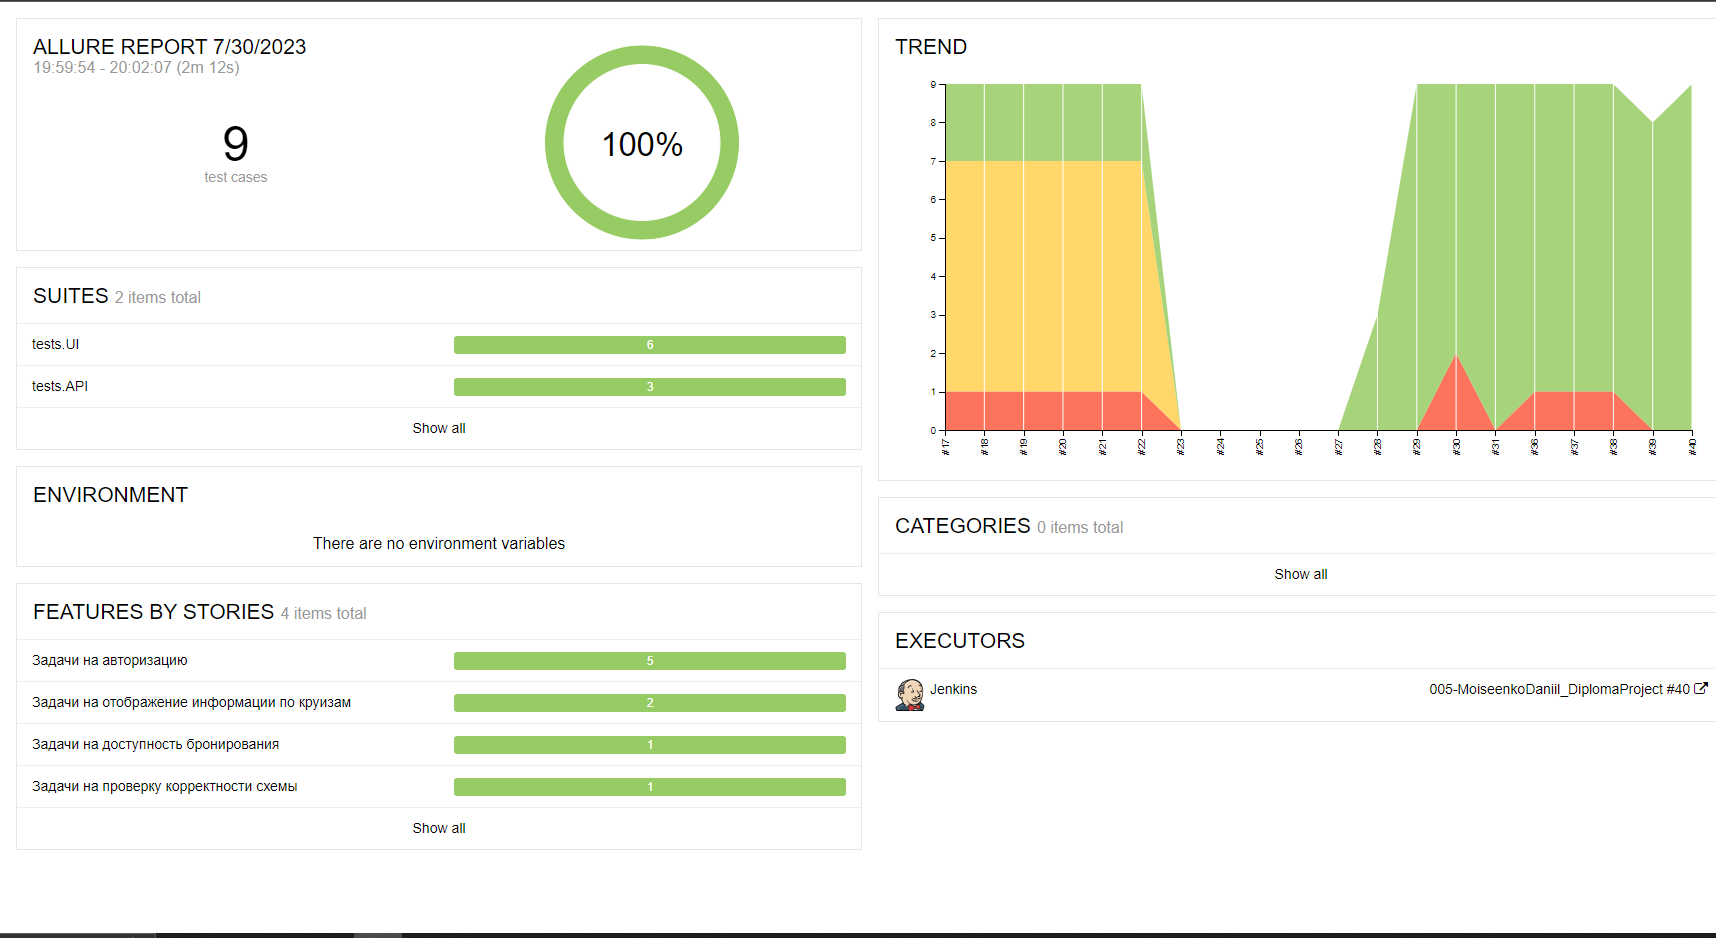 ALLURE REPORT 7/30/2023
19:59:54 - 20:02:07 (2m 12s)
9
test cases
100%
SUITES 2 items total
tests.UI 6
tests.API 3
Show all
ENVIRONMENT
There are no environment variables
FEATURES BY STORIES 4 items total
Задачи на авторизацию 5
Задачи на отображение информации по круизам 2
Задачи на доступность бронирования 1
Задачи на проверку корректности схемы 1
Show all
TREND
9
8
7
6
5
4
3
2
1
0
#17
#18
#19
#20
#21
#22
#23
#24
#25
#26
#27
#28
#29
#30
#31
#36
#37
#38
#39
#40
CATEGORIES 0 items total
Show all
EXECUTORS
Jenkins 005-MoiseenkoDaniil_DiplomaProject #40